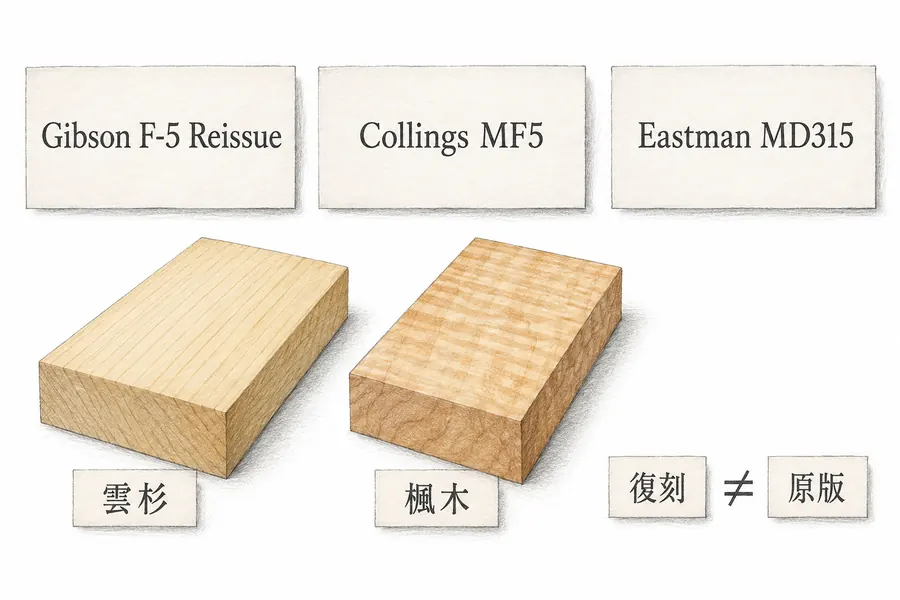 Gibson F-5 Reissue
Collings MF5
Eastman MD315
雲杉
楓木
復刻 ≠ 原版